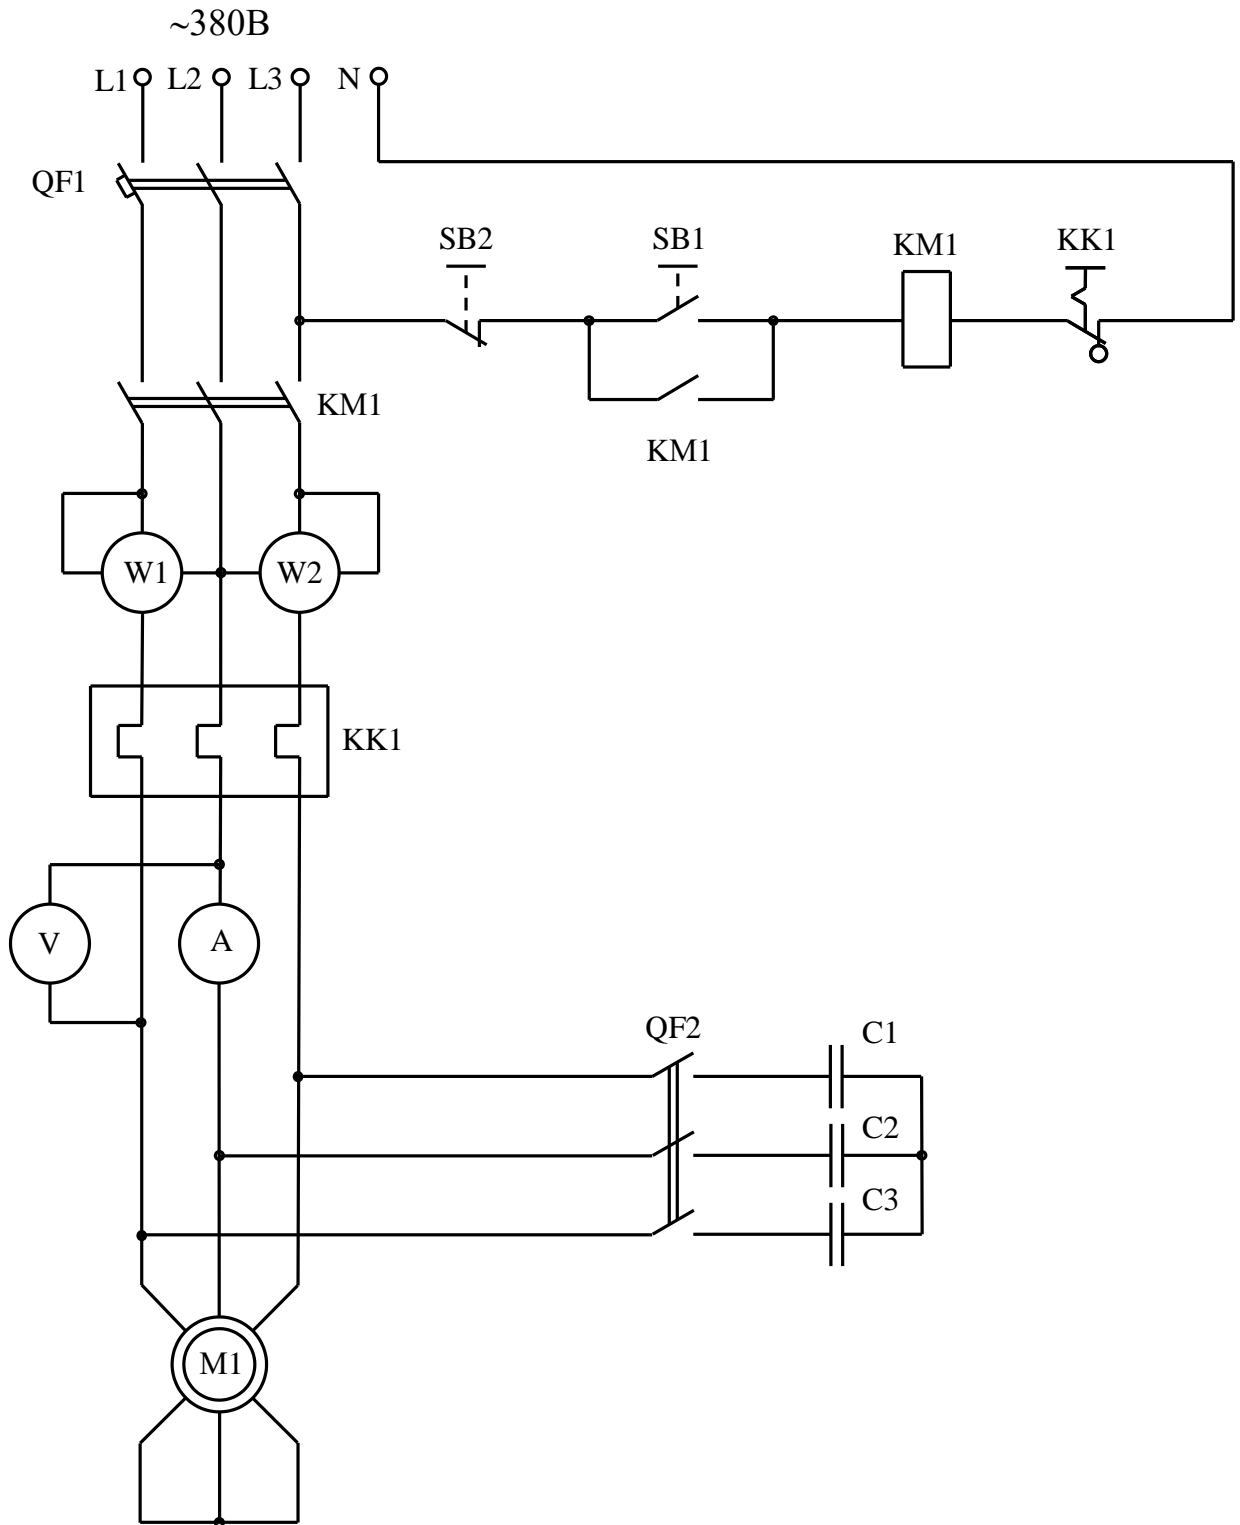 ~380В
L1 L2 L3 N
QF1
SB2 SB1 KM1 KK1
KM1
KM1
W1 W2
KK1
V A
QF2 C1
C2
C3
M1